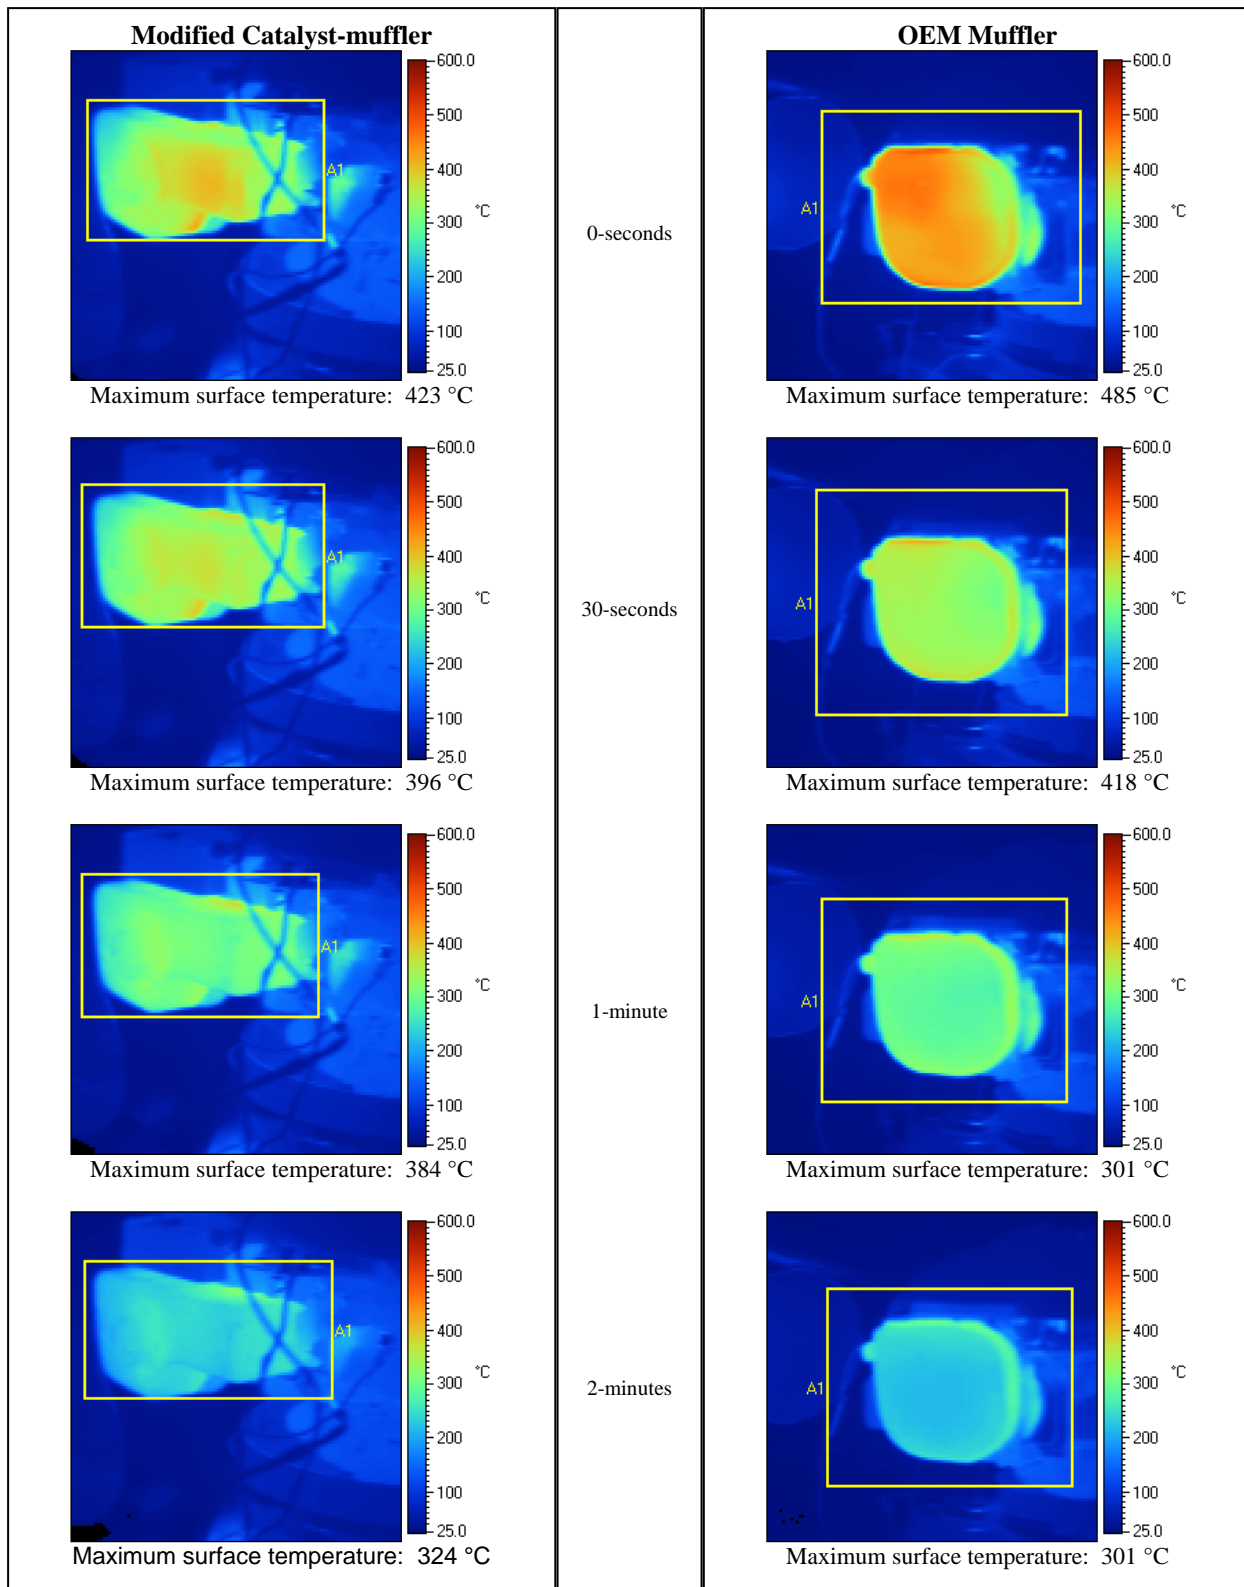 Modified Catalyst-muffler
600.0
500
400
300 °C
200
100
25.0
A1
Maximum surface temperature: 423 °C
0-seconds
OEM Muffler
600.0
500
400
300 °C
200
100
25.0
A1
Maximum surface temperature: 485 °C
600.0
500
400
300 °C
200
100
25.0
A1
Maximum surface temperature: 396 °C
30-seconds
600.0
500
400
300 °C
200
100
25.0
A1
Maximum surface temperature: 418 °C
600.0
500
400
300 °C
200
100
25.0
A1
Maximum surface temperature: 384 °C
1-minute
600.0
500
400
300 °C
200
100
25.0
A1
Maximum surface temperature: 301 °C
600.0
500
400
300 °C
200
100
25.0
A1
Maximum surface temperature: 324 °C
2-minutes
600.0
500
400
300 °C
200
100
25.0
A1
Maximum surface temperature: 301 °C